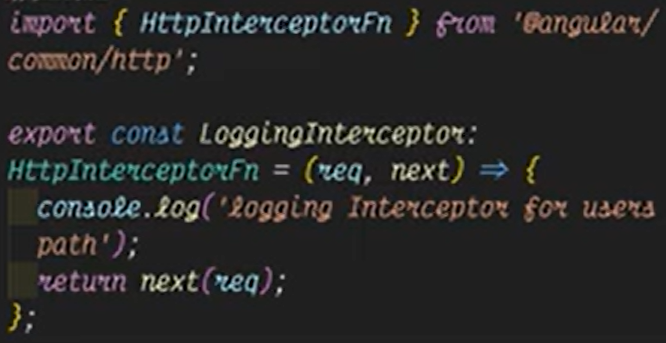 import { HttpInterceptorFn } from '@angular/
common/http';
export const LoggingInterceptor:
HttpInterceptorFn = (req, next) => {
console.log('logging Interceptor for users
path');
return next(req);
};